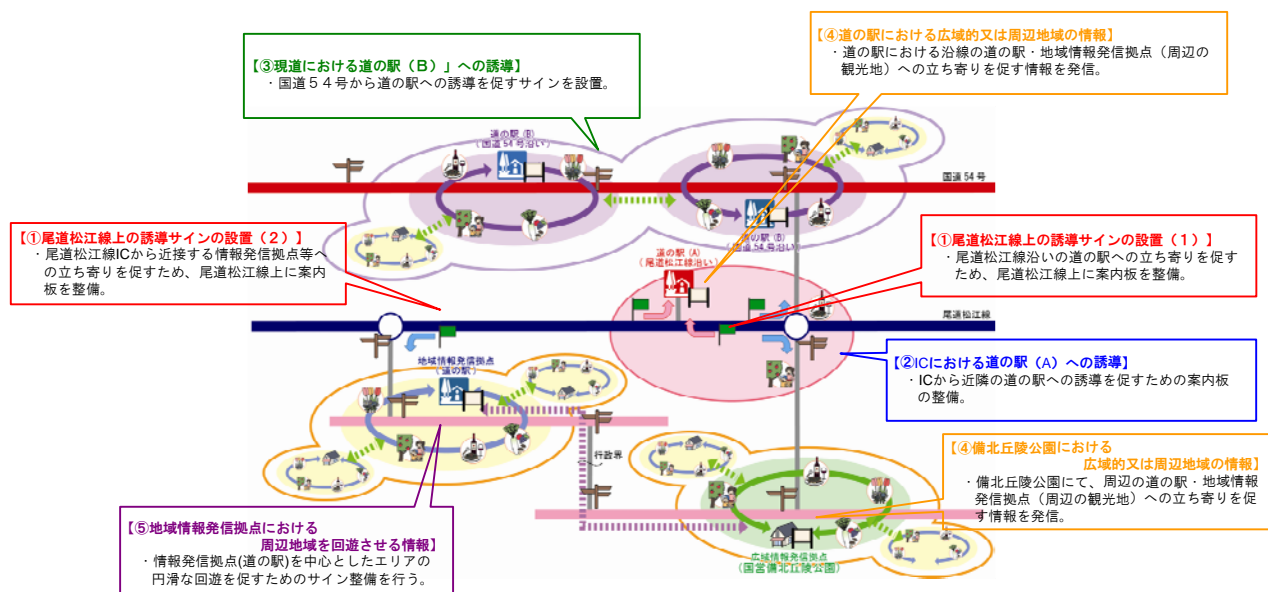 【④道の駅における広域的又は周辺地域の情報】
・道の駅における沿線の道の駅・地域情報発信拠点（周辺の
観光地）への立ち寄りを促す情報を発信。
【③現道における道の駅（B）」への誘導】
・国道５４号から道の駅への誘導を促すサインを設置。
道の駅(B)
(国道54号沿い)
国道54号
道の駅(B)
(国道54号沿い)
【①尾道松江線上の誘導サインの設置（２）】
・尾道松江線ICから近接する情報発信拠点等へ
の立ち寄りを促すため、尾道松江線上に案内
板を整備。
【①尾道松江線上の誘導サインの設置（１）】
・尾道松江線沿いの道の駅への立ち寄りを促す
ため、尾道松江線上に案内板を整備。
道の駅(A)
(尾道松江線沿い)
尾道松江線
地域情報発信拠点
(道の駅)
【②ICにおける道の駅（A）への誘導】
・ICから近隣の道の駅への誘導を促すための案内板
の整備。
行政界
【④備北丘陵公園における
広域的又は周辺地域の情報】
・備北丘陵公園にて、周辺の道の駅・地域情報
発信拠点（周辺の観光地）への立ち寄りを促
す情報を発信。
【⑤地域情報発信拠点における
周辺地域を回遊させる情報】
・情報発信拠点(道の駅)を中心としたエリアの
円滑な回遊を促すためのサイン整備を行う。
広域情報発信拠点
(国営備北丘陵公園)